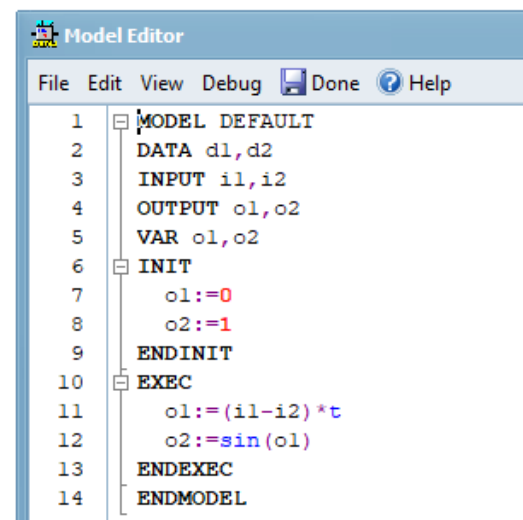 Model Editor
File Edit View Debug Done Help
1 MODEL DEFAULT
2 DATA d1,d2
3 INPUT i1,i2
4 OUTPUT o1,o2
5 VAR o1,o2
6 INIT
7 o1:=0
8 o2:=1
9 ENDINIT
10 EXEC
11 o1:=(i1-i2)*t
12 o2:=sin(o1)
13 ENDEXEC
14 ENDMODEL